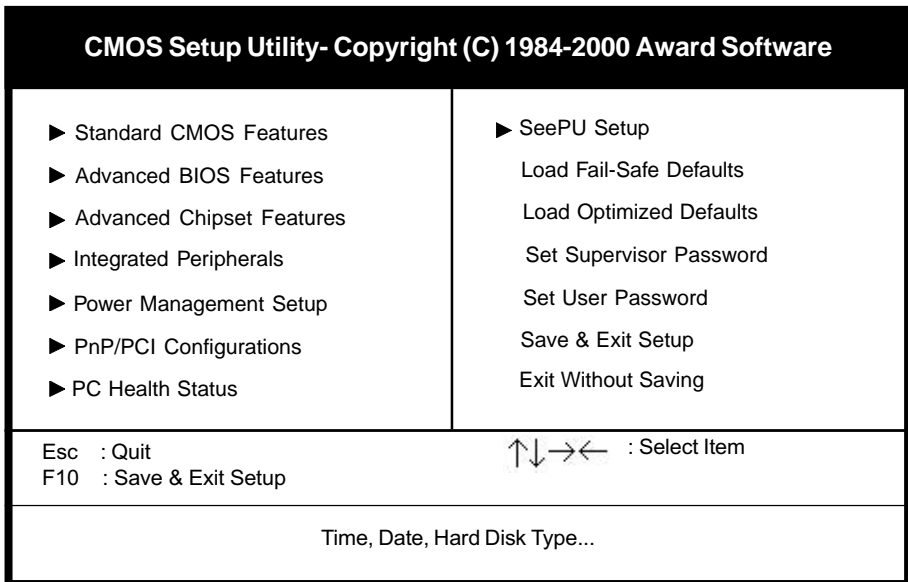 CMOS Setup Utility- Copyright (C) 1984-2000 Award Software
Standard CMOS Features
Advanced BIOS Features
Advanced Chipset Features
Integrated Peripherals
Power Management Setup
PnP/PCI Configurations
PC Health Status
SeePU Setup
Load Fail-Safe Defaults
Load Optimized Defaults
Set Supervisor Password
Set User Password
Save & Exit Setup
Exit Without Saving
Esc : Quit
F10 : Save & Exit Setup
↑↓→← : Select Item
Time, Date, Hard Disk Type...